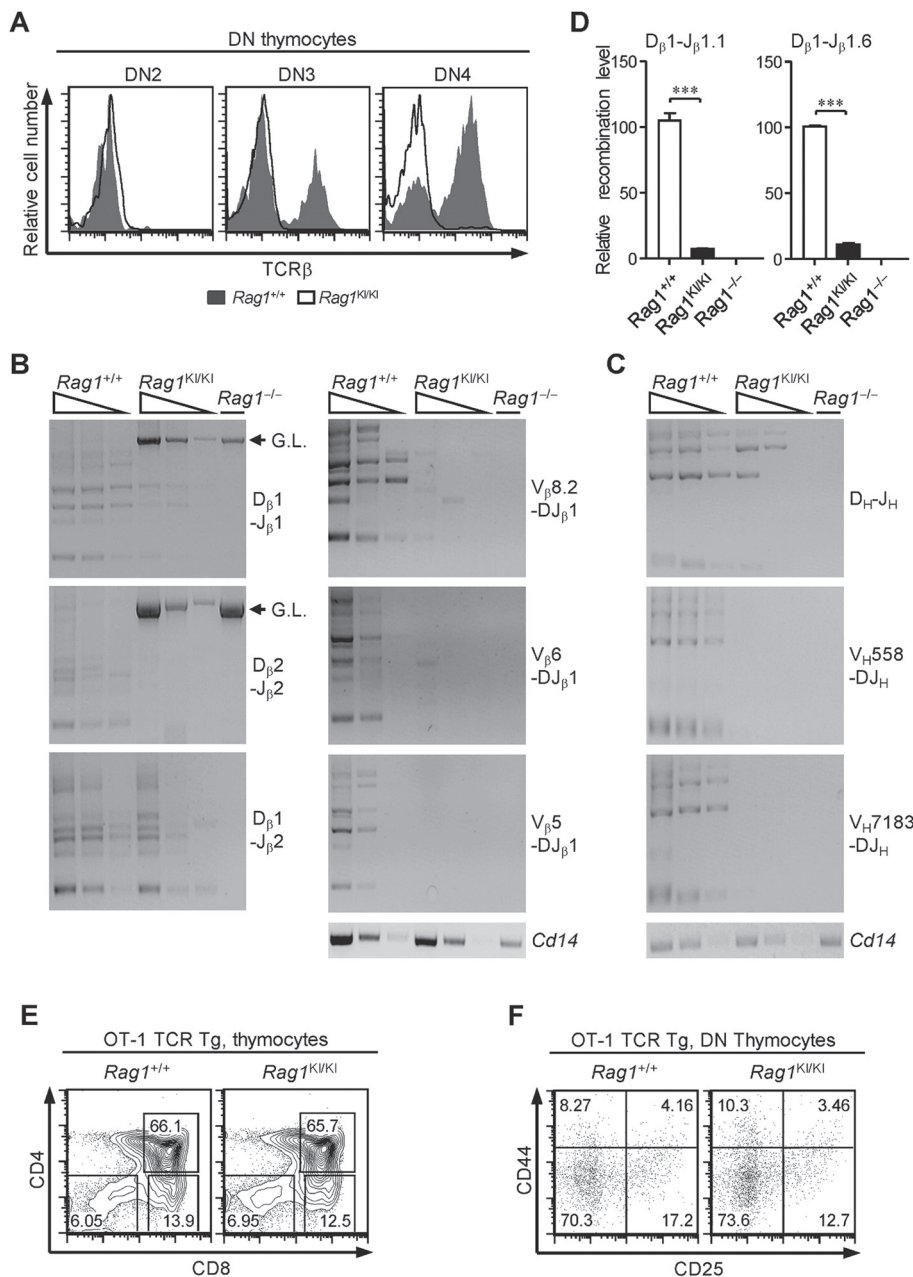 A
DN thymocytes
DN2
DN3
DN4
Relative cell number
TCRβ
Rag1+/+
Rag1KI/KI
D
Dβ1-Jβ1.1
Dβ1-Jβ1.6
Relative recombination level
150
100
50
0
***
150
100
50
0
***
Rag1+/+
Rag1KI/KI
Rag1−/−
Rag1+/+
Rag1KI/KI
Rag1−/−
B
Rag1+/+
Rag1KI/KI
Rag1−/−
G.L.
Dβ1
-Jβ1
G.L.
Dβ2
-Jβ2
Dβ1
-Jβ2
Rag1+/+
Rag1KI/KI
Rag1−/−
Vβ8.2
-DJβ1
Vβ6
-DJβ1
Vβ5
-DJβ1
Cd14
C
Rag1+/+
Rag1KI/KI
Rag1−/−
DH-JH
VH558
-DJH
VH7183
-DJH
Cd14
E
OT-1 TCR Tg, thymocytes
Rag1+/+
Rag1KI/KI
CD4
66.1
6.05
13.9
65.7
6.95
12.5
CD8
F
OT-1 TCR Tg, DN Thymocytes
Rag1+/+
Rag1KI/KI
CD44
8.27
4.16
70.3
17.2
10.3
3.46
73.6
12.7
CD25